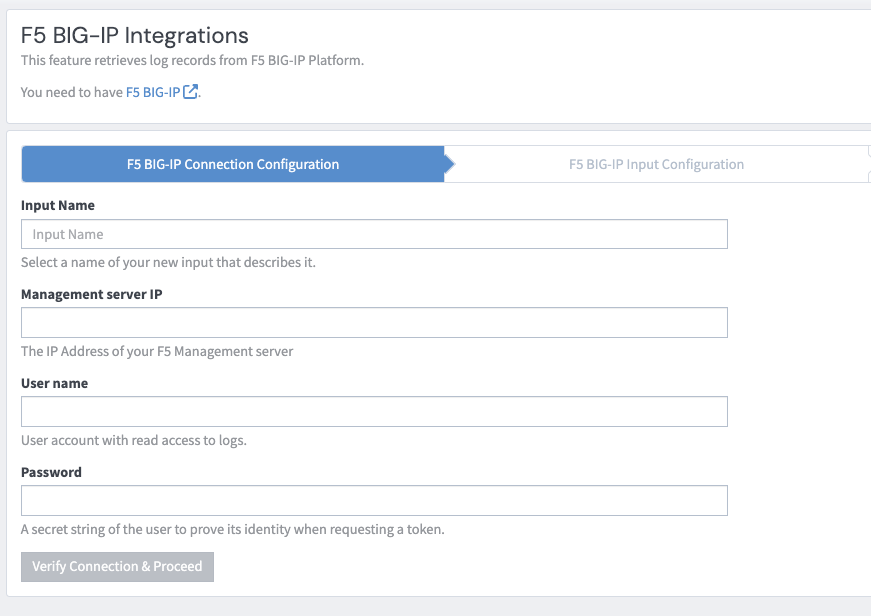 F5 BIG-IP Integrations
This feature retrieves log records from F5 BIG-IP Platform.
You need to have F5 BIG-IP.
F5 BIG-IP Connection Configuration
F5 BIG-IP Input Configuration
Input Name
Input Name
Select a name of your new input that describes it.
Management server IP
The IP Address of your F5 Management server
User name
User account with read access to logs.
Password
A secret string of the user to prove its identity when requesting a token.
Verify Connection & Proceed